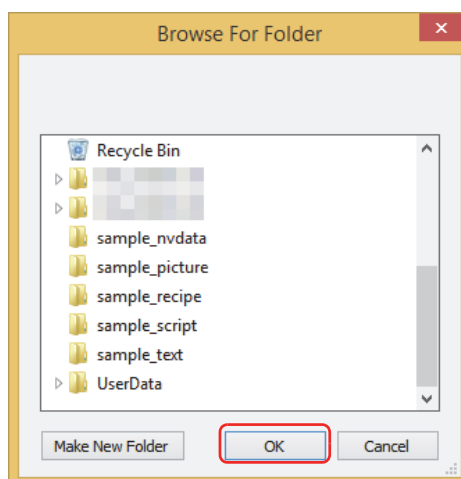 Browse For Folder
Recycle Bin
sample_nvdata
sample_picture
sample_recipe
sample_script
sample_text
UserData
Make New Folder
OK
Cancel